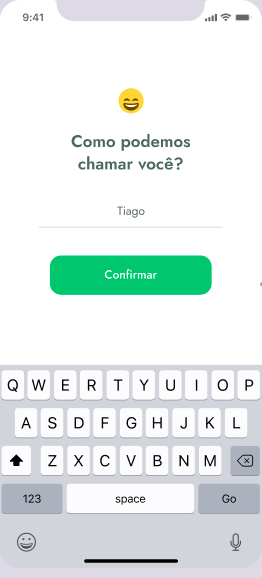 9:41
Como podemos
chamar você?
Tiago
Confirmar
Q W E R T Y U I O P
A S D F G H J K L
Z X C V B N M
123 space Go